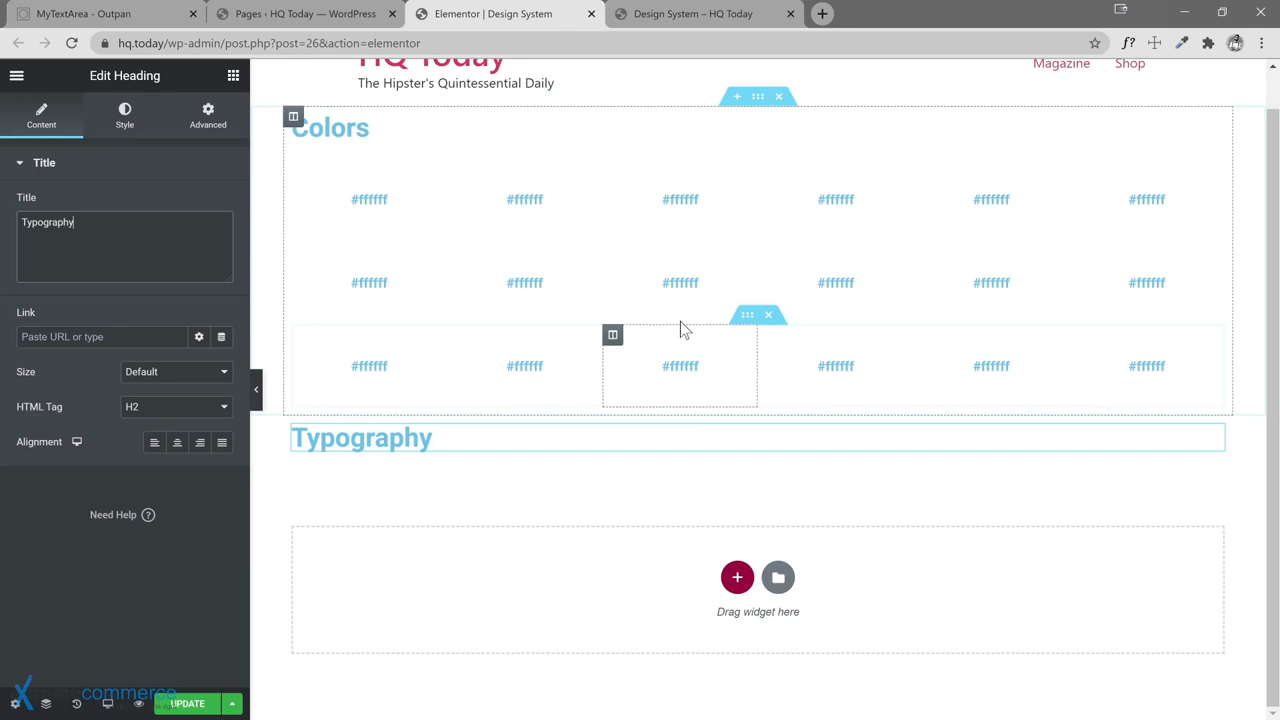 MyTextArea - Outpan
Pages ‹ HQ Today — WordPress
Elementor | Design System
Design System – HQ Today
hq.today/wp-admin/post.php?post=26&action=elementor
Edit Heading
HQ Today
The Hipster's Quintessential Daily
Magazine
Shop
Content
Style
Advanced
Title
Title
Typography
Link
Paste URL or type
Size
Default
HTML Tag
H2
Alignment
Need Help
commerce
UPDATE
Colors
#ffffff #ffffff #ffffff #ffffff #ffffff #ffffff
#ffffff #ffffff #ffffff #ffffff #ffffff #ffffff
#ffffff #ffffff #ffffff #ffffff #ffffff #ffffff
Typography
Drag widget here